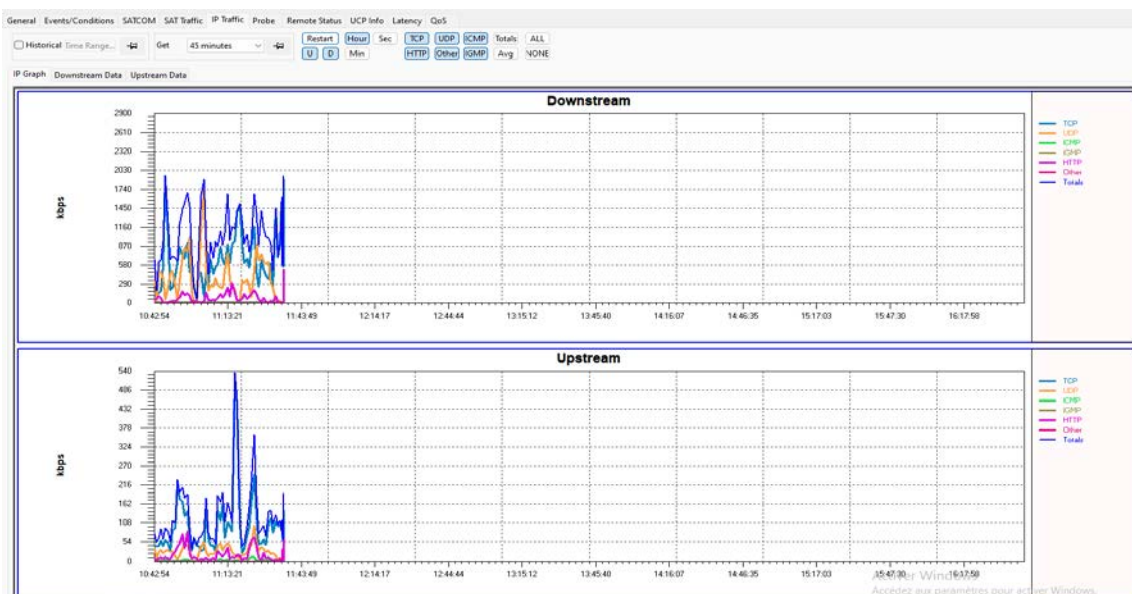 General Events/Conditions SATCOM SAT Traffic IP Traffic Probe Remote Status UCP Info Latency QoS
Historical Time Range... Get 45 minutes Restart Hour Sec TCP UDP ICMP Totals ALL
U D Min HTTP Other IGMP Avg NONE
IP Graph Downstream Data Upstream Data
Downstream
2900
2610
2320
2030
1740
1450
1160
870
580
290
0
kbps
10:42:54 11:13:21 11:43:49 12:14:17 12:44:44 13:15:12 13:45:40 14:16:07 14:46:35 15:17:03 15:47:30 16:17:58
TCP
UDP
ICMP
IGMP
HTTP
Other
Totals
Upstream
540
486
432
378
324
270
216
162
108
54
0
kbps
10:42:54 11:13:21 11:43:49 12:14:17 12:44:44 13:15:12 13:45:40 14:16:07 14:46:35 15:17:03 15:47:30 16:17:58
TCP
UDP
ICMP
IGMP
HTTP
Other
Totals
Activer Windows
Accédez aux paramètres pour activer Windows.